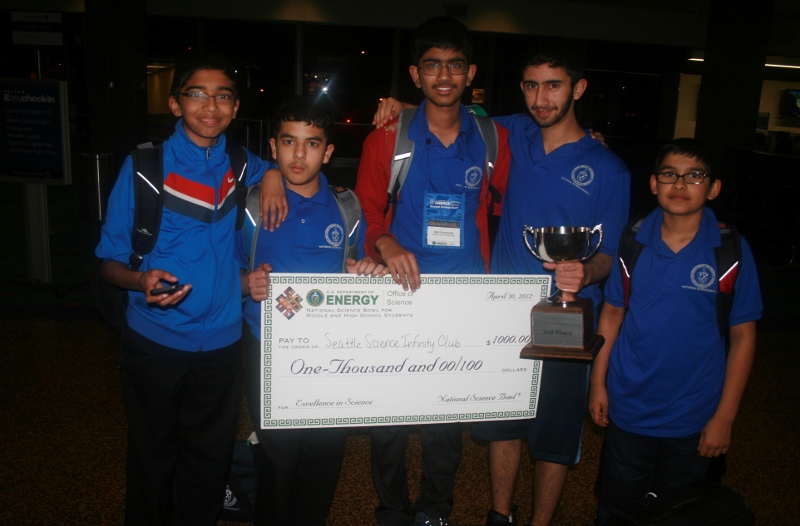 Easycheckin
U.S. DEPARTMENT OF
ENERGY
Office of
Science
National Science Bowl for
Middle and High School Students
April 30, 2012
PAY TO
THE ORDER OF Seattle Science Infinity Club $ 1000.00
One-Thousand and 00/100 DOLLARS
FOR Excellence in Science National Science Bowl®
3rd Place